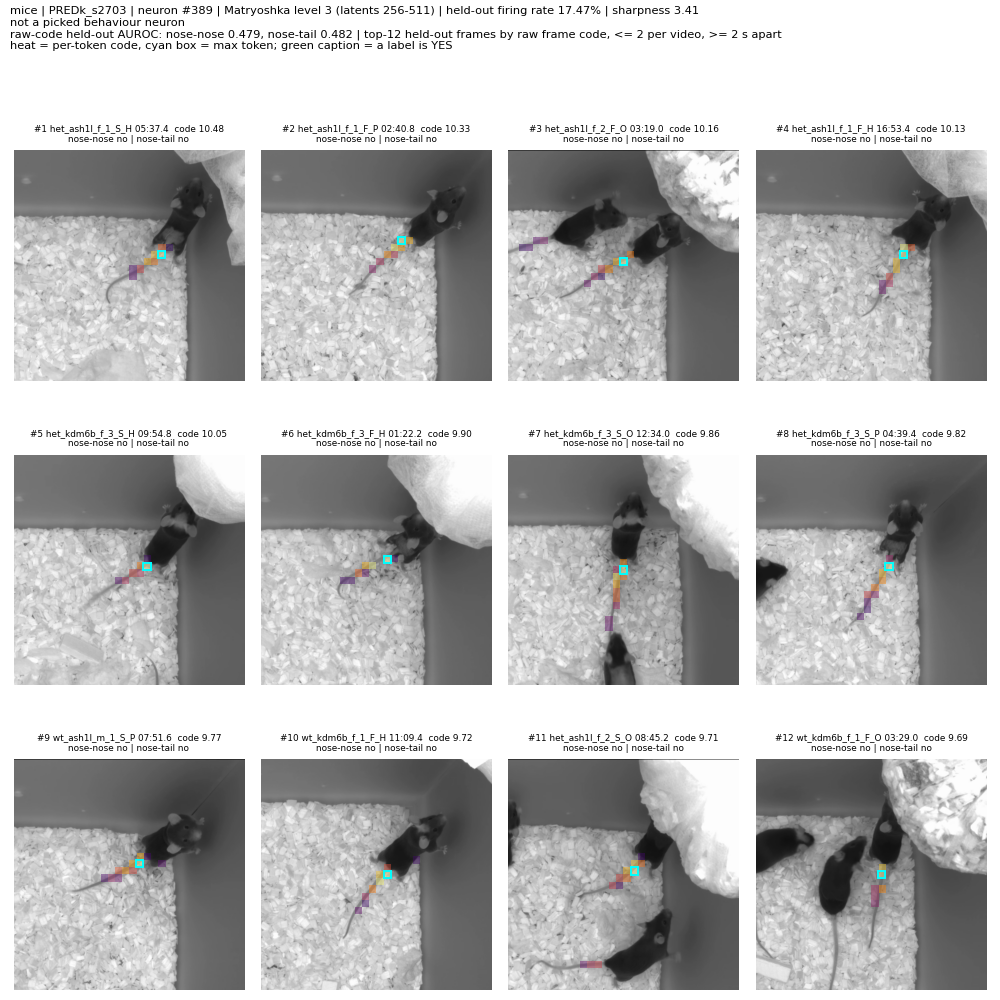 mice | PREDk_s2703 | neuron #389 | Matryoshka level 3 (latents 256-511) | held-out firing rate 17.47% | sharpness 3.41
not a picked behaviour neuron
raw-code held-out AUROC: nose-nose 0.479, nose-tail 0.482 | top-12 held-out frames by raw frame code, <= 2 per video, >= 2 s apart
heat = per-token code, cyan box = max token; green caption = a label is YES
#1 het_ash1l_f_1_S_H 05:37.4 code 10.48
nose-nose no | nose-tail no
#2 het_ash1l_f_1_F_P 02:40.8 code 10.33
nose-nose no | nose-tail no
#3 het_ash1l_f_2_F_O 03:19.0 code 10.16
nose-nose no | nose-tail no
#4 het_ash1l_f_1_F_H 16:53.4 code 10.13
nose-nose no | nose-tail no
#5 het_kdm6b_f_3_S_H 09:54.8 code 10.05
nose-nose no | nose-tail no
#6 het_kdm6b_f_3_F_H 01:22.2 code 9.90
nose-nose no | nose-tail no
#7 het_kdm6b_f_3_S_O 12:34.0 code 9.86
nose-nose no | nose-tail no
#8 het_kdm6b_f_3_S_P 04:39.4 code 9.82
nose-nose no | nose-tail no
#9 wt_ash1l_m_1_S_P 07:51.6 code 9.77
nose-nose no | nose-tail no
#10 wt_kdm6b_f_1_F_H 11:09.4 code 9.72
nose-nose no | nose-tail no
#11 het_ash1l_f_2_S_O 08:45.2 code 9.71
nose-nose no | nose-tail no
#12 wt_kdm6b_f_1_F_O 03:29.0 code 9.69
nose-nose no | nose-tail no